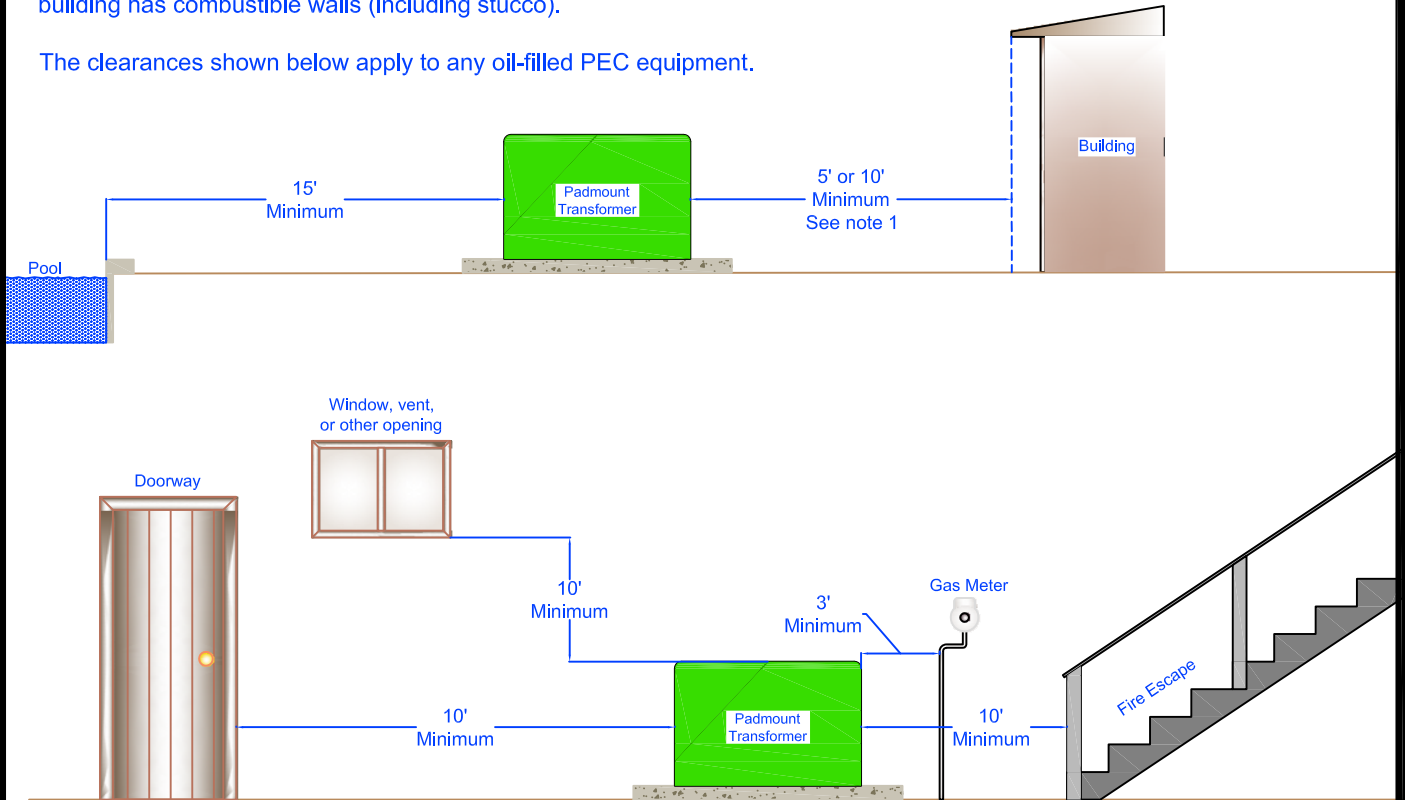 building has combustible walls (including stucco).
The clearances shown below apply to any oil-filled PEC equipment.
Building
15'
Minimum
Padmount
Transformer
5' or 10'
Minimum
See note 1
Pool
Window, vent,
or other opening
Doorway
10'
Minimum
3'
Minimum
Gas Meter
Fire Escape
10'
Minimum
Padmount
Transformer
10'
Minimum